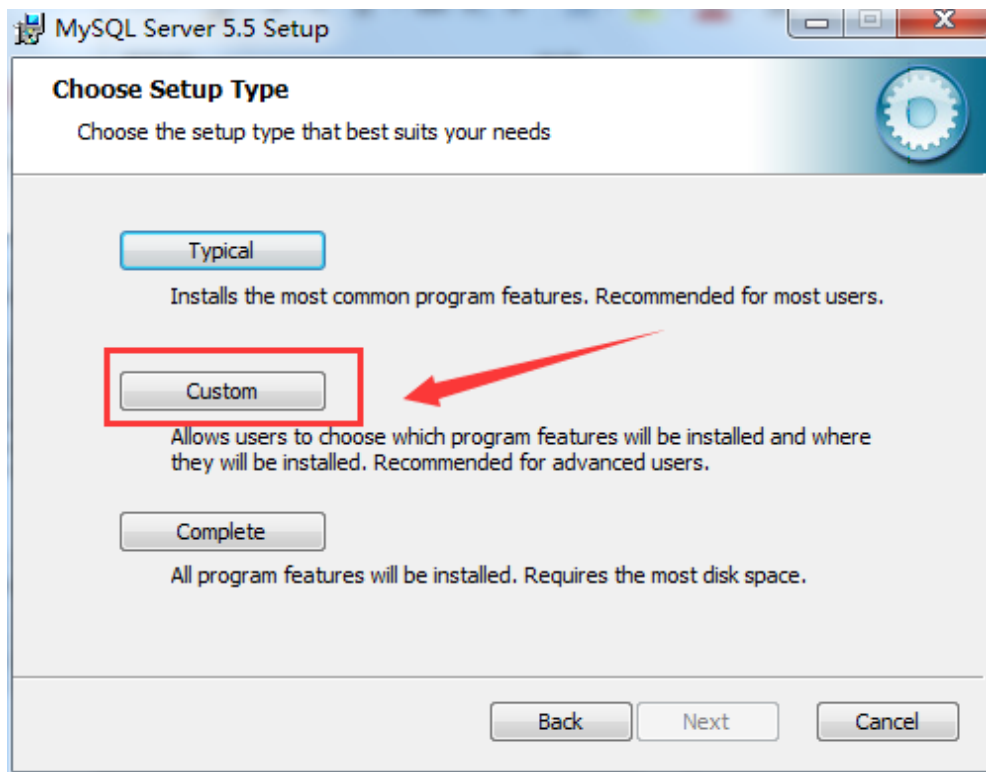 MySQL Server 5.5 Setup
Choose Setup Type
Choose the setup type that best suits your needs
Typical
Installs the most common program features. Recommended for most users.
Custom
Allows users to choose which program features will be installed and where
they will be installed. Recommended for advanced users.
Complete
All program features will be installed. Requires the most disk space.
Back
Next
Cancel